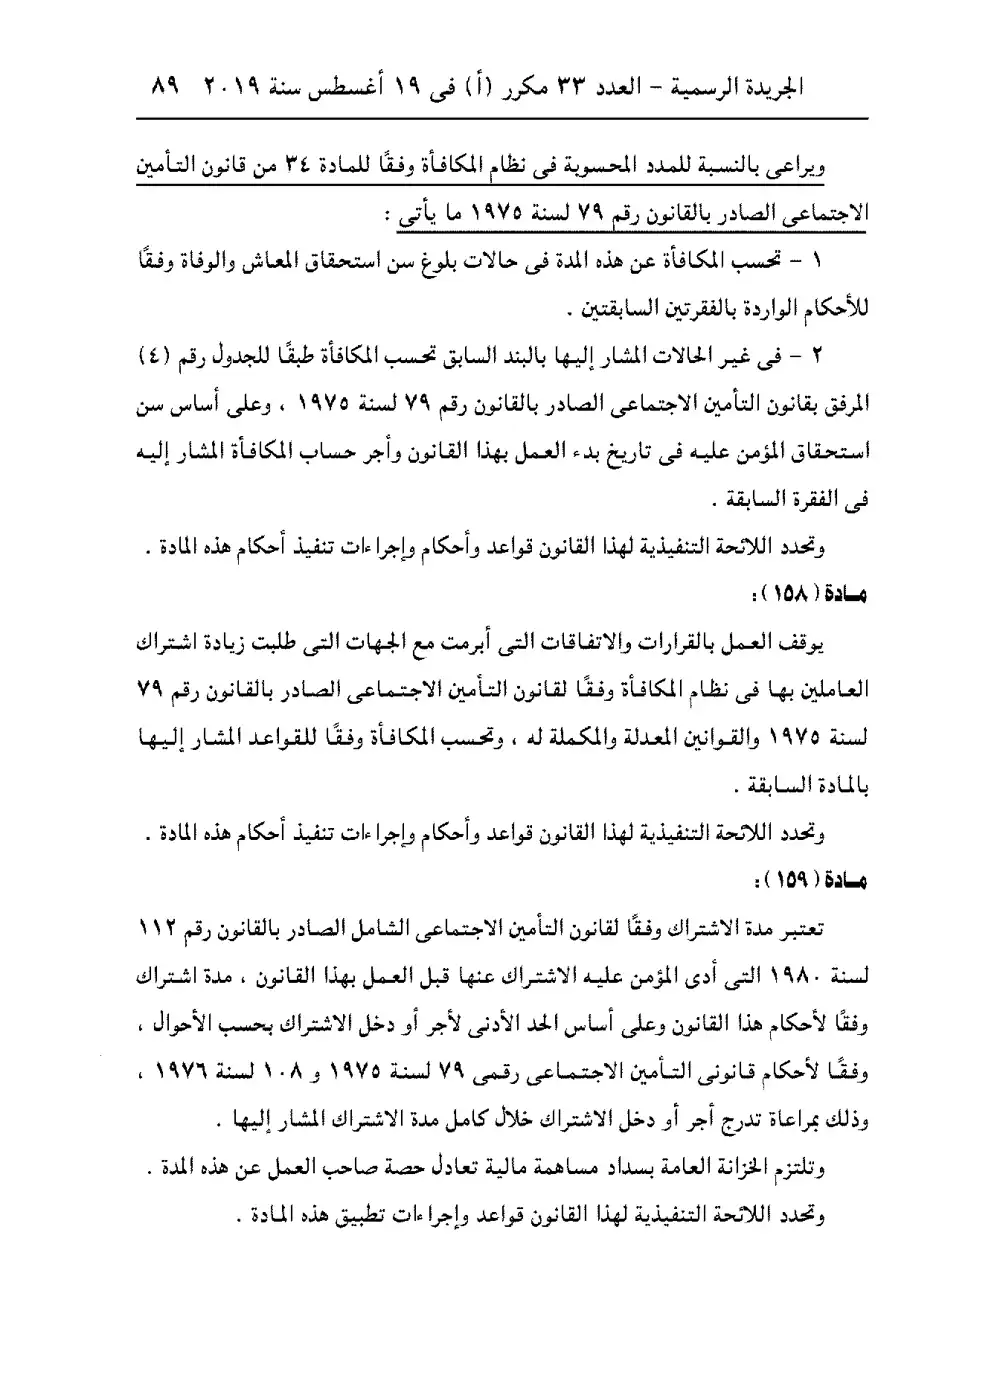 الجريدة الرسمية - العدد ٣٣ مكرر (أ) فى ١٩ أغسطس سنة ٢٠١٩ ٨٩
ويراعى بالنسبة للمدد المحسوبة فى نظام المكافأة وفقًا للمادة ٣٤ من قانون التأمين
الاجتماعى الصادر بالقانون رقم ٧٩ لسنة ١٩٧٥ ما يأتى :
١ - تحسب المكافأة عن هذه المدة فى حالات بلوغ سن استحقاق المعاش والوفاة وفقًا
للأحكام الواردة بالفقرتين السابقتين .
٢ - فى غير الحالات المشار إليها بالبند السابق تحسب المكافأة طبقًا للجدول رقم (٤)
المرفق بقانون التأمين الاجتماعى الصادر بالقانون رقم ٧٩ لسنة ١٩٧٥ ، وعلى أساس سن
استحقاق المؤمن عليه فى تاريخ بدء العمل بهذا القانون وأجر حساب المكافأة المشار إليه
فى الفقرة السابقة .
وتحدد اللائحة التنفيذية لهذا القانون قواعد وأحكام وإجراءات تنفيذ أحكام هذه المادة .
مادة (١٥٨) :
يوقف العمل بالقرارات والاتفاقات التى أبرمت مع الجهات التى طلبت زيادة اشتراك
العاملين بها فى نظام المكافأة وفقًا لقانون التأمين الاجتماعى الصادر بالقانون رقم ٧٩
لسنة ١٩٧٥ والقوانين المعدلة والمكملة له ، وتحسب المكافأة وفقًا للقواعد المشار إليها
بالمادة السابقة .
وتحدد اللائحة التنفيذية لهذا القانون قواعد وأحكام وإجراءات تنفيذ أحكام هذه المادة .
مادة (١٥٩) :
تعتبر مدة الاشتراك وفقًا لقانون التأمين الاجتماعى الشامل الصادر بالقانون رقم ١١٢
لسنة ١٩٨٠ التى أدى المؤمن عليه الاشتراك عنها قبل العمل بهذا القانون ، مدة اشتراك
وفقًا لأحكام هذا القانون وعلى أساس الحد الأدنى لأجر أو دخل الاشتراك بحسب الأحوال ،
وفقًا لأحكام قانونى التأمين الاجتماعى رقمى ٧٩ لسنة ١٩٧٥ و ١٠٨ لسنة ١٩٧٦ ،
وذلك بمراعاة تدرج أجر أو دخل الاشتراك خلال كامل مدة الاشتراك المشار إليها .
وتلتزم الخزانة العامة بسداد مساهمة مالية تعادل حصة صاحب العمل عن هذه المدة .
وتحدد اللائحة التنفيذية لهذا القانون قواعد وإجراءات تطبيق هذه المادة .